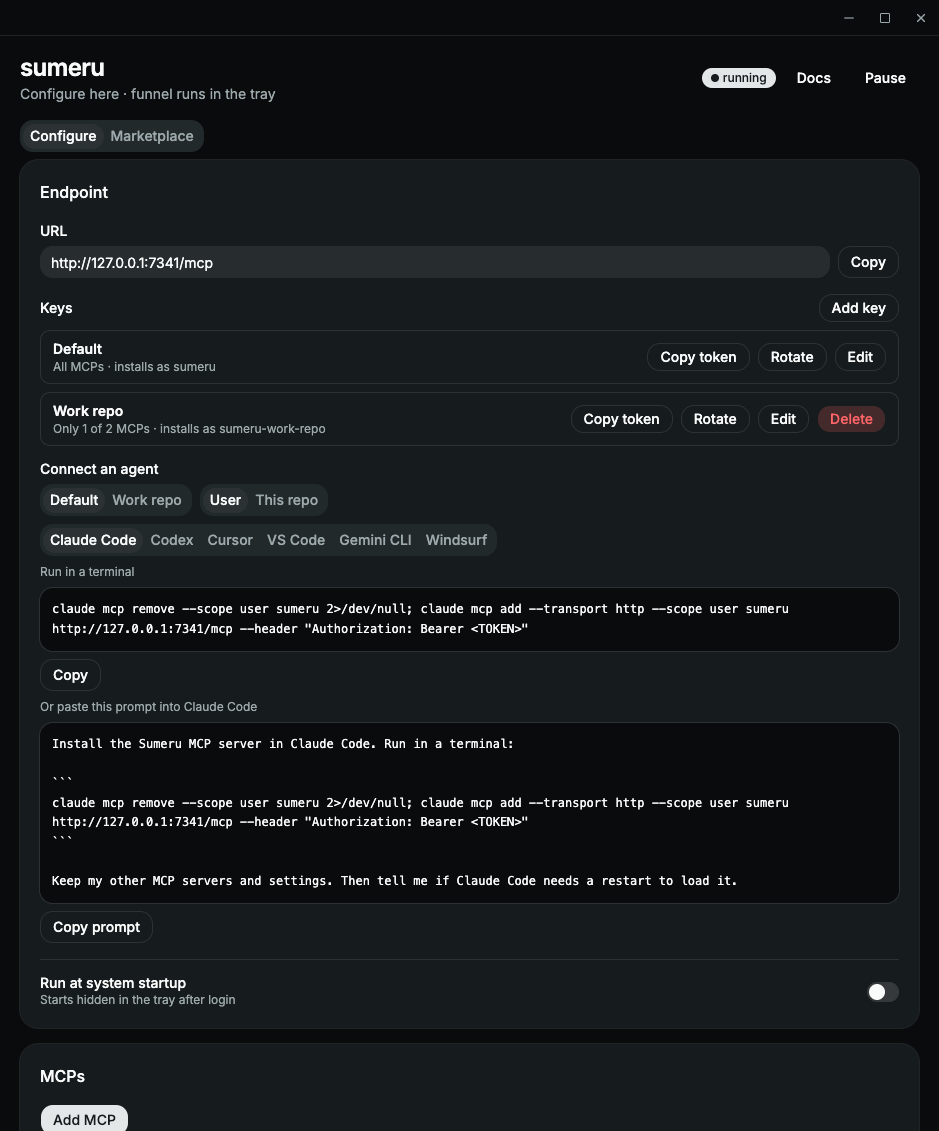 sumeru
Configure here · funnel runs in the tray
running
Docs
Pause
Configure
Marketplace
Endpoint
URL
http://127.0.0.1:7341/mcp
Copy
Keys
Add key
Default
All MCPs · installs as sumeru
Copy token
Rotate
Edit
Work repo
Only 1 of 2 MCPs · installs as sumeru-work-repo
Copy token
Rotate
Edit
Delete
Connect an agent
Default
Work repo
User
This repo
Claude Code
Codex
Cursor
VS Code
Gemini CLI
Windsurf
Run in a terminal
claude mcp remove --scope user sumeru 2>/dev/null; claude mcp add --transport http --scope user sumeru
http://127.0.0.1:7341/mcp --header "Authorization: Bearer <TOKEN>"
Copy
Or paste this prompt into Claude Code
Install the Sumeru MCP server in Claude Code. Run in a terminal:
```
claude mcp remove --scope user sumeru 2>/dev/null; claude mcp add --transport http --scope user sumeru
http://127.0.0.1:7341/mcp --header "Authorization: Bearer <TOKEN>"
```
Keep my other MCP servers and settings. Then tell me if Claude Code needs a restart to load it.
Copy prompt
Run at system startup
Starts hidden in the tray after login
MCPs
Add MCP